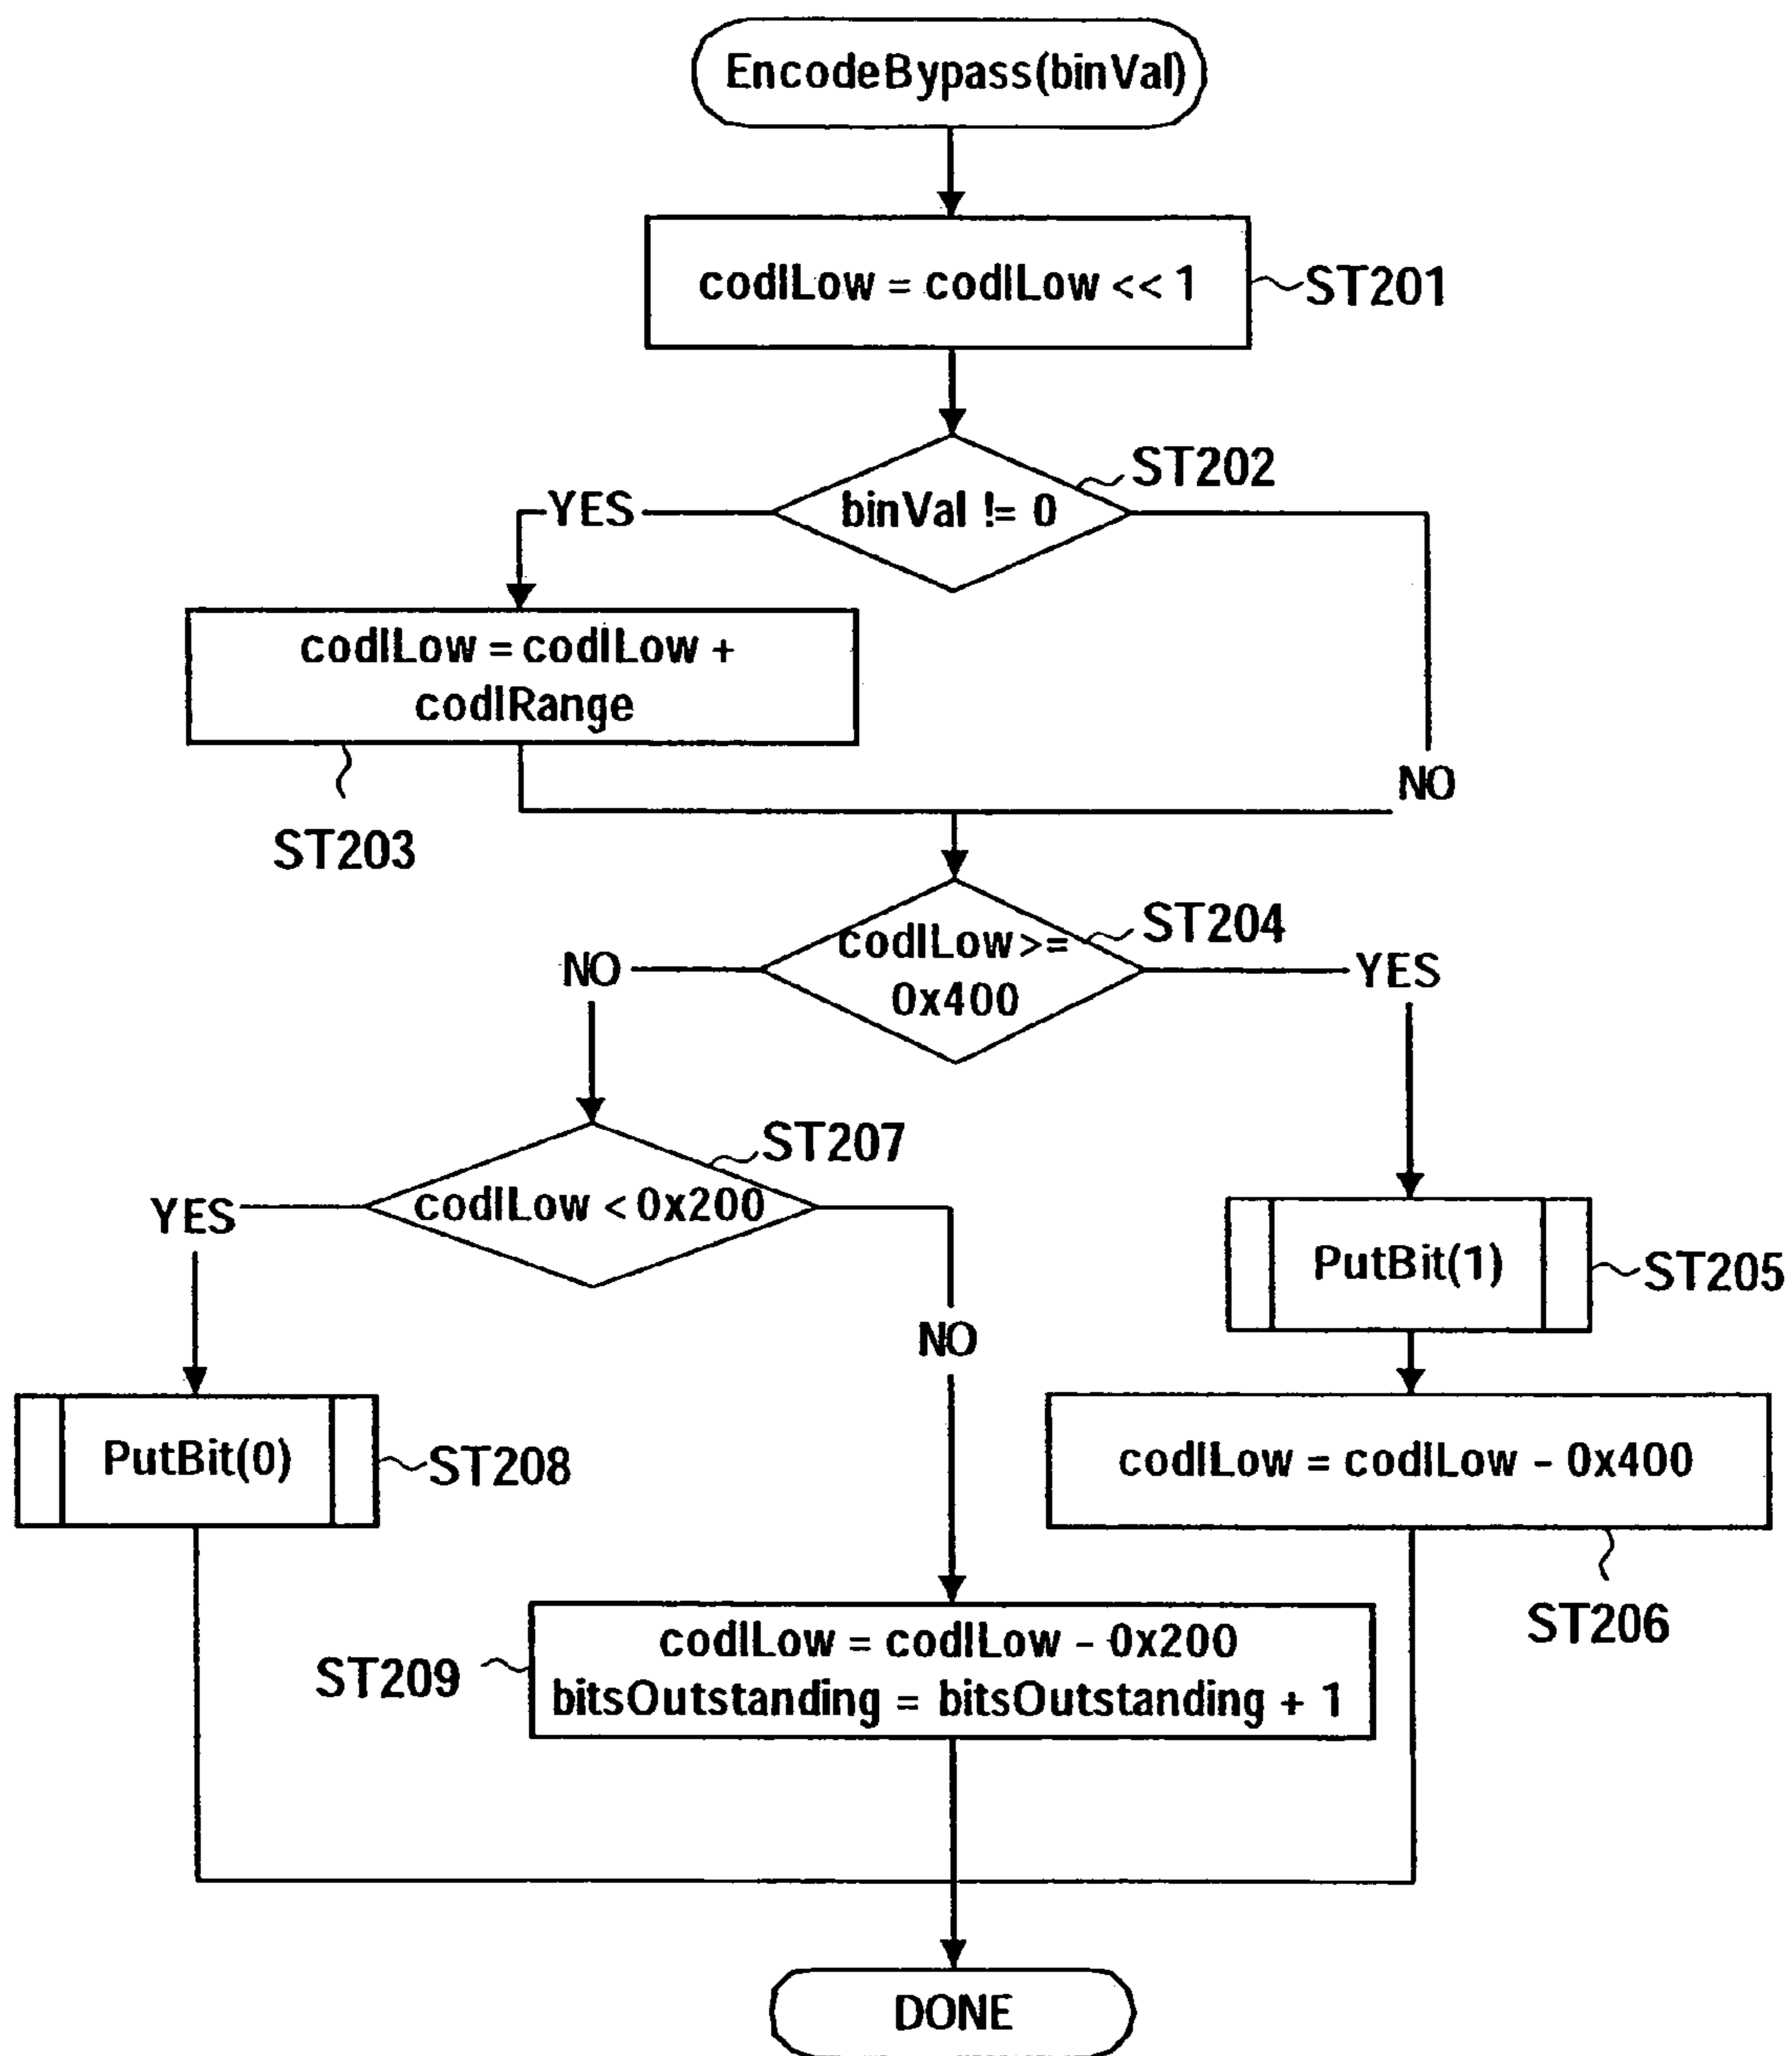 EncodeBypass(binVal)
codILow = codILow << 1
ST201
ST202
binVal != 0
YES
codILow = codILow +
codIRange
NO
ST203
ST204
codILow >=
0x400
NO
YES
ST207
codILow < 0x200
YES
PutBit(1)
ST205
NO
PutBit(0)
ST208
codILow = codILow - 0x400
ST206
codILow = codILow - 0x200
ST209
bitsOutstanding = bitsOutstanding + 1
DONE